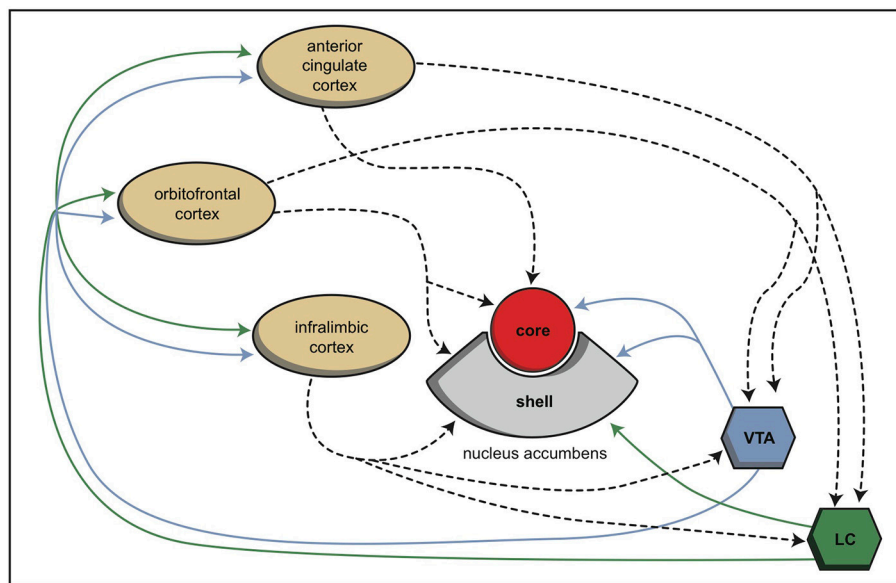 anterior
cingulate
cortex
orbitofrontal
cortex
infralimbic
cortex
core
shell
nucleus accumbens
VTA
LC